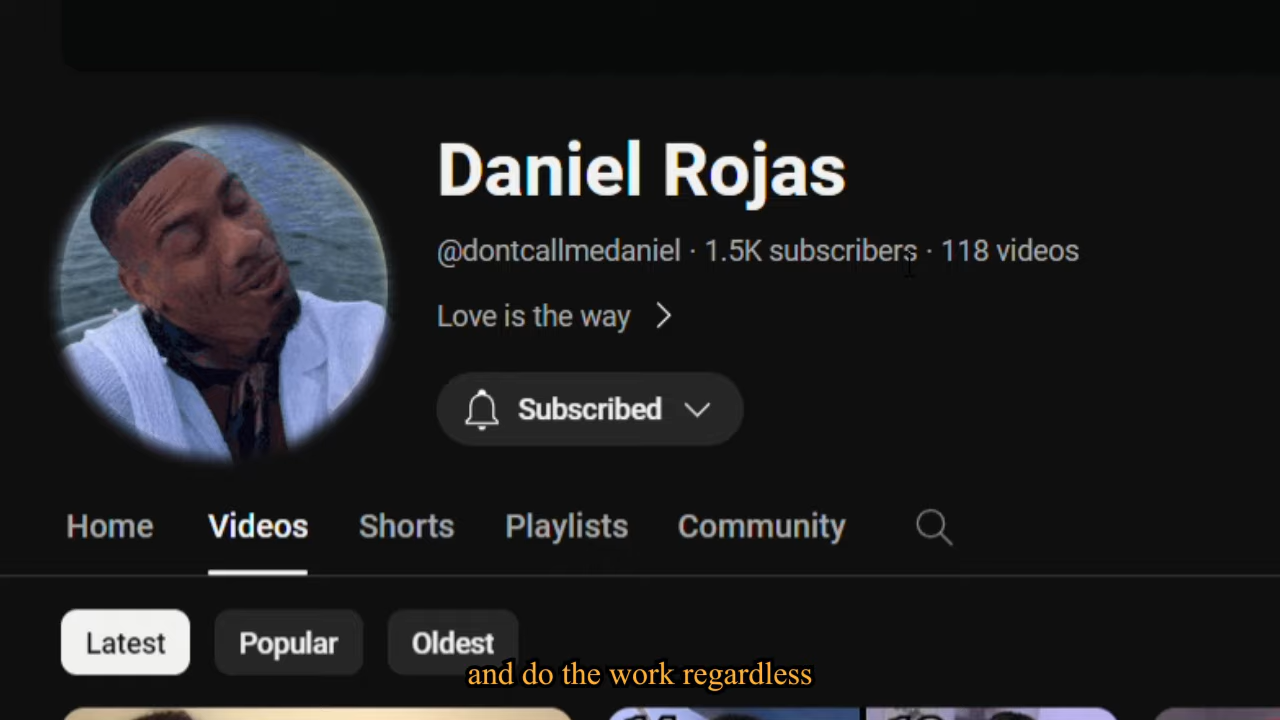 Daniel Rojas
@dontcallmedaniel · 1.5K subscribers · 118 videos
Love is the way
Subscribed
Home Videos Shorts Playlists Community
Latest Popular Oldest
and do the work regardless